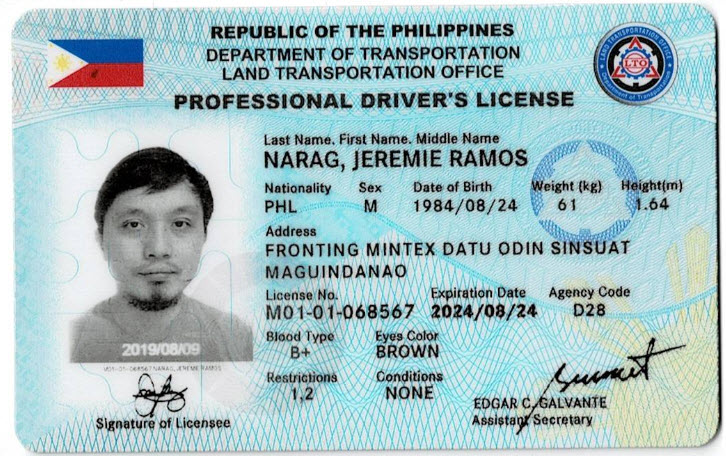 REPUBLIC OF THE PHILIPPINES
DEPARTMENT OF TRANSPORTATION
LAND TRANSPORTATION OFFICE
LAND TRANSPORTATION OFFICE
LTO
PROFESSIONAL DRIVER'S LICENSE
Last Name. First Name. Middle Name
NARAG, JEREMIE RAMOS
Nationality Sex Date of Birth Weight (kg) Height(m)
PHL M 1984/08/24 61 1.64
Address
FRONTING MINTEX DATU ODIN SINSUAT
MAGUINDANAO
License No. Expiration Date Agency Code
M01-01-068567 2024/08/24 D28
Blood Type Eyes Color
B+ BROWN
Restrictions Conditions
1,2 NONE
2019/08/09
M01-01-068567 NARAG, JEREMIE RAMOS
Signature of Licensee
EDGAR C. GALVANTE
Assistant Secretary